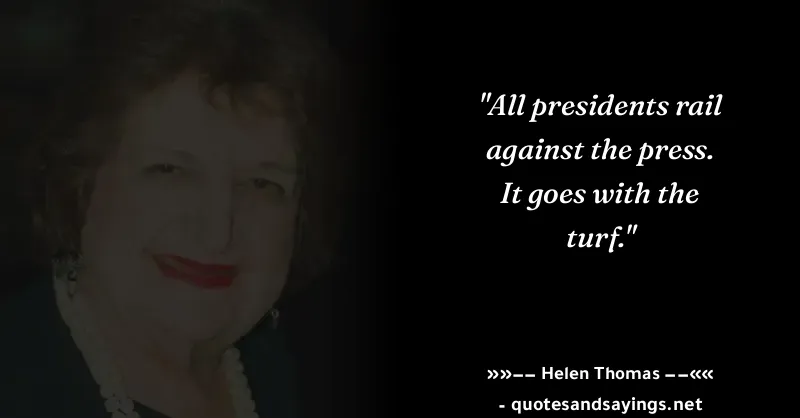 "All presidents rail
against the press.
It goes with the
turf."
»»−− Helen Thomas −−««
- quotesandsayings.net